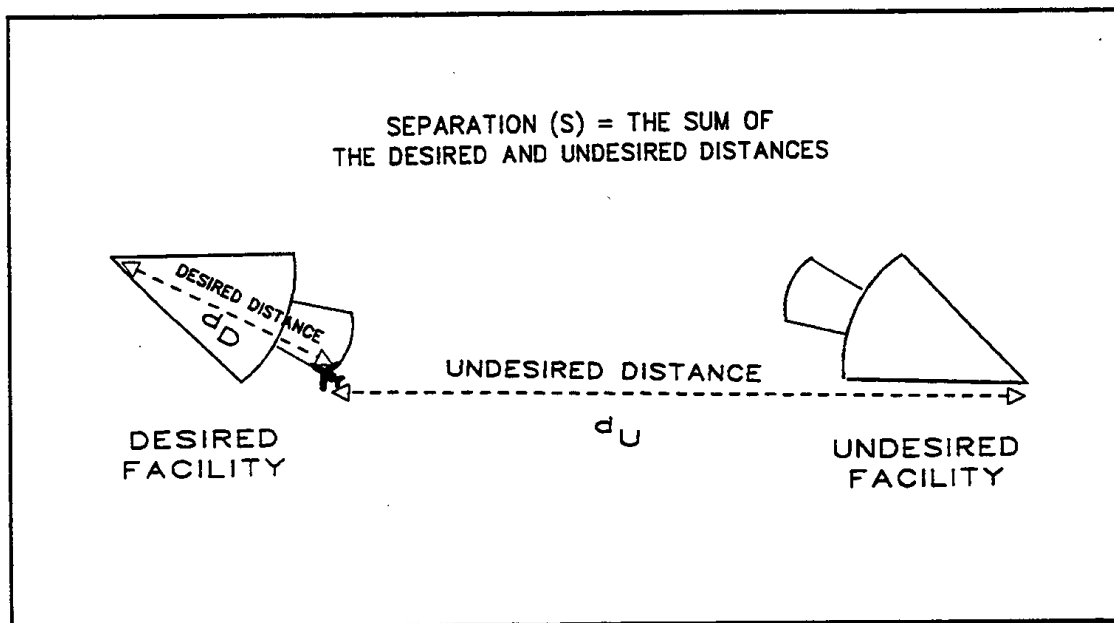 SEPARATION (S) = THE SUM OF
THE DESIRED AND UNDESIRED DISTANCES
DESIRED DISTANCE
dD
UNDESIRED DISTANCE
dU
DESIRED
FACILITY
UNDESIRED
FACILITY